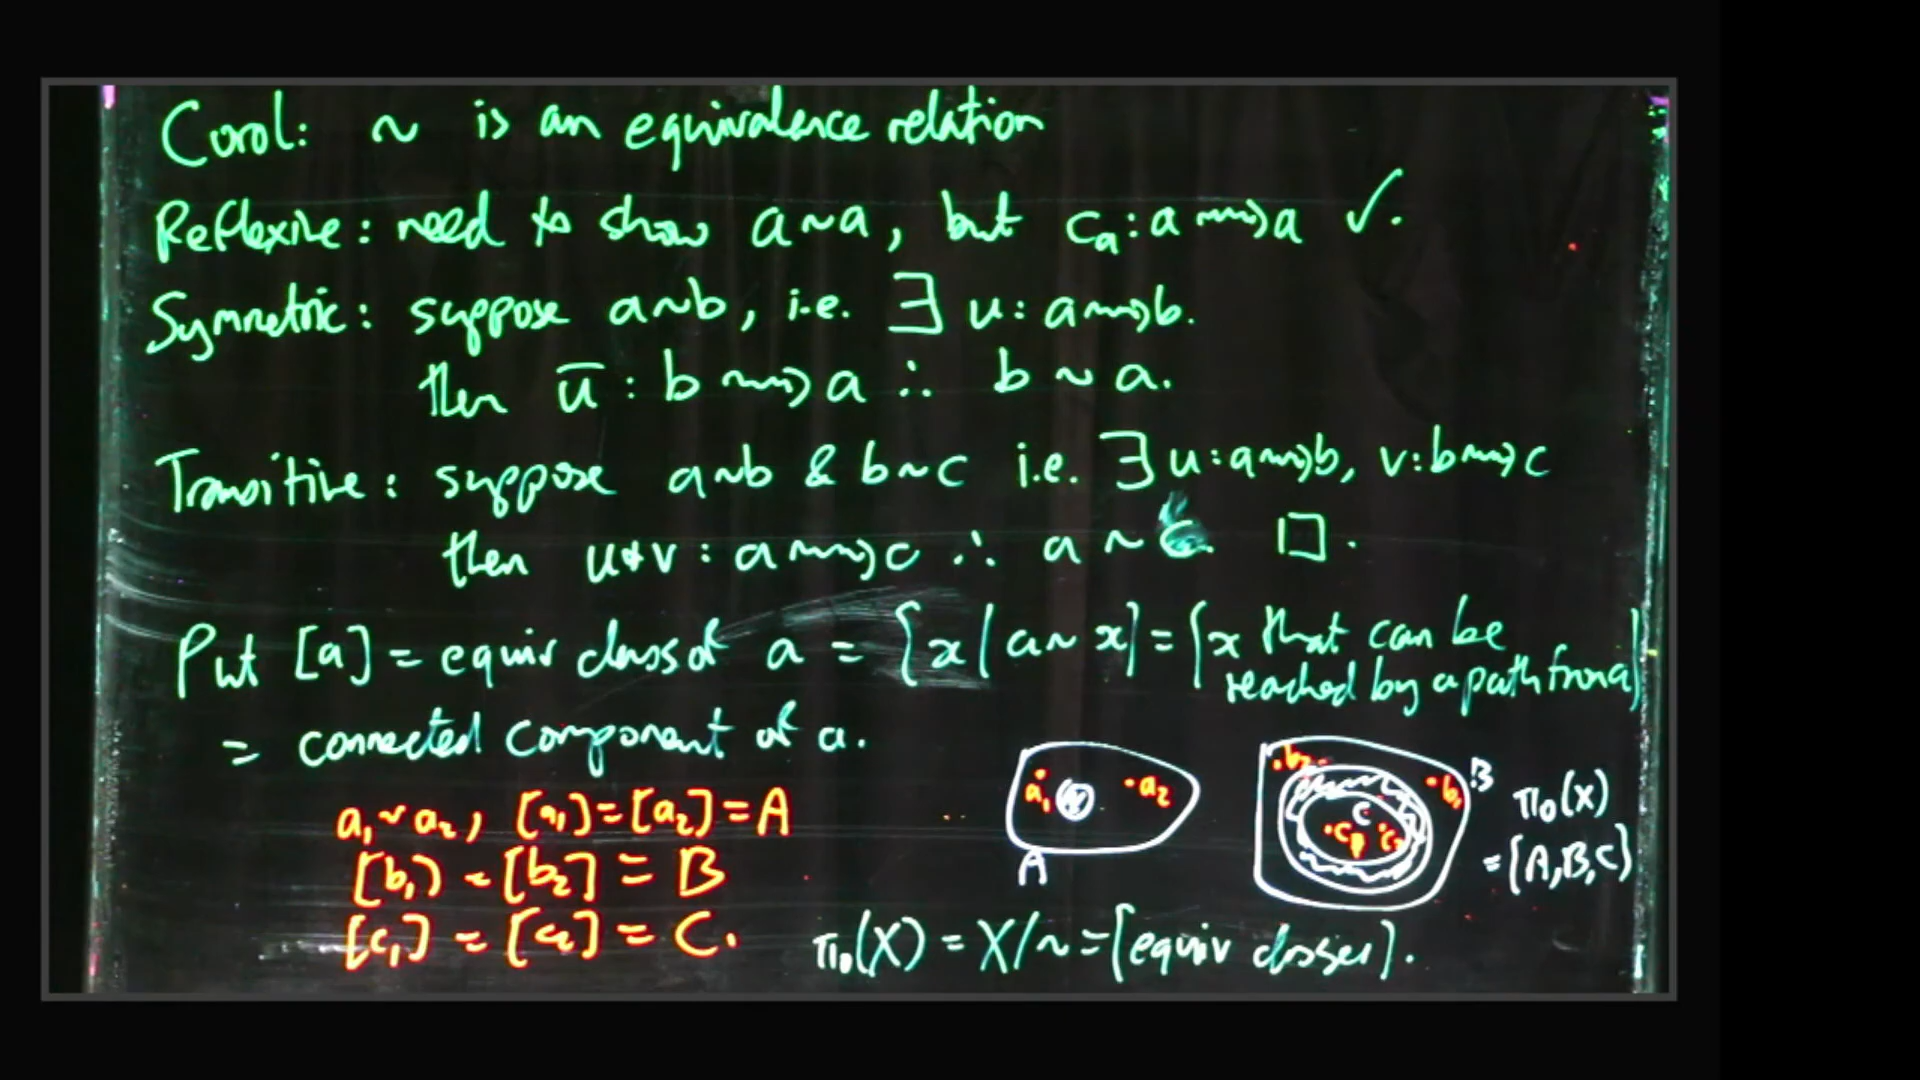 Corol: ~ is an equivalence relation
Reflexive: need to show a~a, but cₐ: a ⇝ a ✓.
Symmetric: suppose a~b, i.e. ∃ u: a ⇝ b.
then ū: b ⇝ a ∴ b ~ a.
Transitive: suppose a~b & b~c i.e. ∃ u: a ⇝ b, v: b ⇝ c
then u*v: a ⇝ c ∴ a ~ c. □.
Put [a] = equiv class of a = {x | a~x} = {x that can be
reached by a path from a}
= connected component of a.
a₁ ~ a₂, [a₁] = [a₂] = A
[b₁] = [b₂] = B
[c₁] = [c₂] = C.
a₁ a₂
A
b₂ b₁ B
C
c₁ c₂
π₀(X)
= {A,B,C}
π₀(X) = X/~ = {equiv classes}.